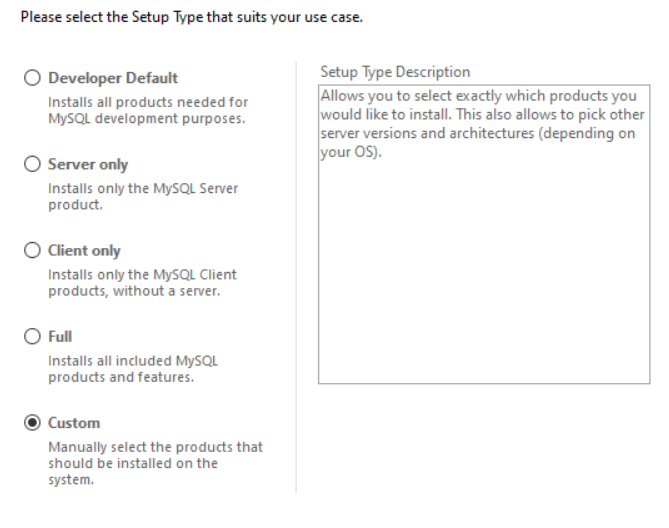 Please select the Setup Type that suits your use case.
Developer Default
Installs all products needed for
MySQL development purposes.
Server only
Installs only the MySQL Server
product.
Client only
Installs only the MySQL Client
products, without a server.
Full
Installs all included MySQL
products and features.
Custom
Manually select the products that
should be installed on the
system.
Setup Type Description
Allows you to select exactly which products you
would like to install. This also allows to pick other
server versions and architectures (depending on
your OS).